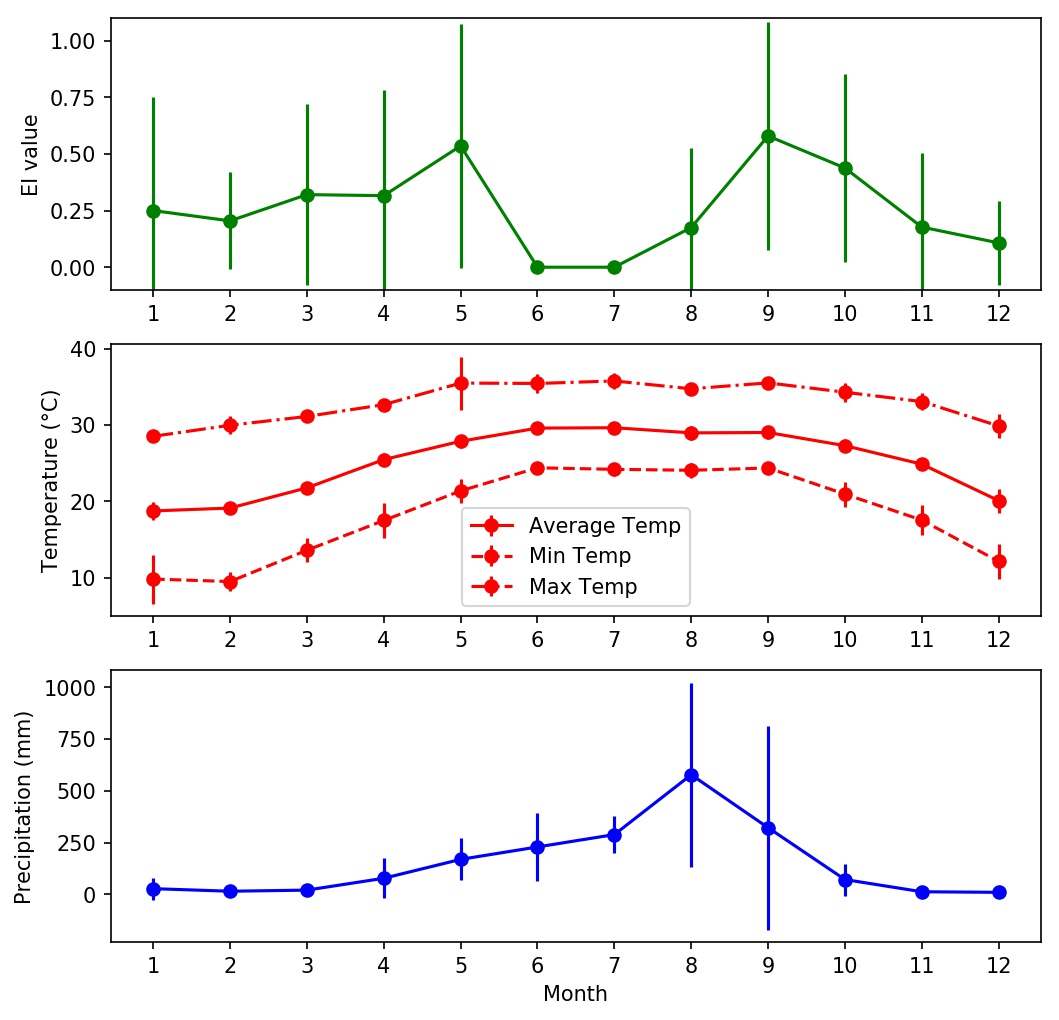 EI value
1.00
0.75
0.50
0.25
0.00
1 2 3 4 5 6 7 8 9 10 11 12
Temperature (°C)
40
30
20
10
Average Temp
Min Temp
Max Temp
1 2 3 4 5 6 7 8 9 10 11 12
Precipitation (mm)
1000
750
500
250
0
1 2 3 4 5 6 7 8 9 10 11 12
Month